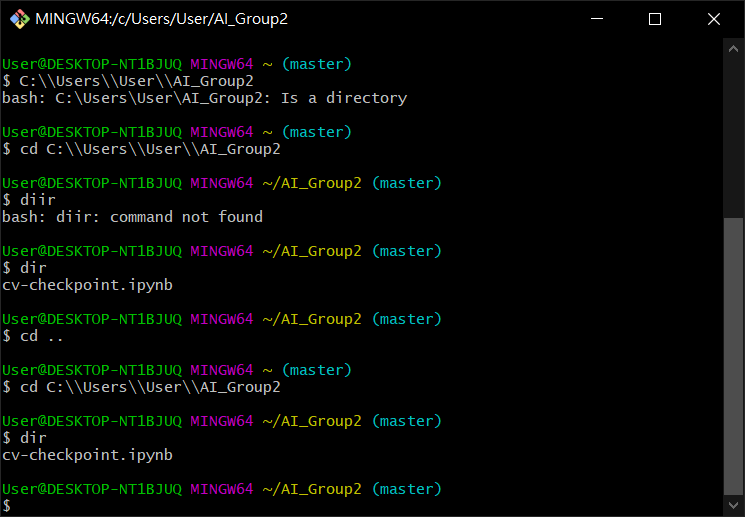 MINGW64:/c/Users/User/AI_Group2
User@DESKTOP-NT1BJUQ MINGW64 ~ (master)
$ C:\\Users\\User\\AI_Group2
bash: C:\Users\User\AI_Group2: Is a directory
User@DESKTOP-NT1BJUQ MINGW64 ~ (master)
$ cd C:\\Users\\User\\AI_Group2
User@DESKTOP-NT1BJUQ MINGW64 ~/AI_Group2 (master)
$ diir
bash: diir: command not found
User@DESKTOP-NT1BJUQ MINGW64 ~/AI_Group2 (master)
$ dir
cv-checkpoint.ipynb
User@DESKTOP-NT1BJUQ MINGW64 ~/AI_Group2 (master)
$ cd ..
User@DESKTOP-NT1BJUQ MINGW64 ~ (master)
$ cd C:\\Users\\User\\AI_Group2
User@DESKTOP-NT1BJUQ MINGW64 ~/AI_Group2 (master)
$ dir
cv-checkpoint.ipynb
User@DESKTOP-NT1BJUQ MINGW64 ~/AI_Group2 (master)
$